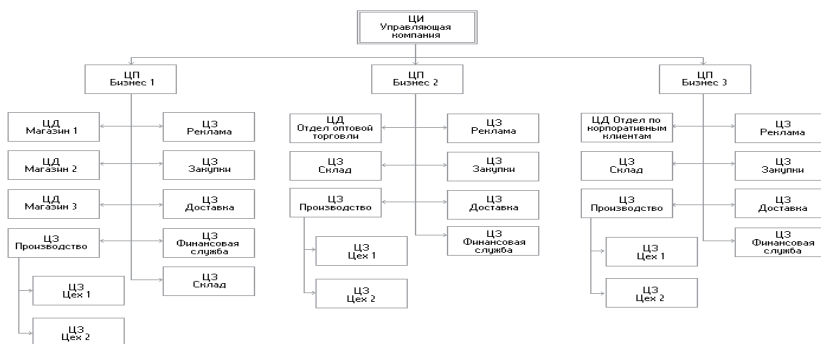 ЦИ
Управляющая
компания
ЦП
Бизнес 1
ЦП
Бизнес 2
ЦП
Бизнес 3
ЦД
Магазин 1
ЦЗ
Реклама
ЦД
Магазин 2
ЦЗ
Закупки
ЦД
Магазин 3
ЦЗ
Доставка
ЦЗ
Производство
ЦЗ
Финансовая
служба
ЦЗ
Цех 1
ЦЗ
Склад
ЦЗ
Цех 2
ЦД
Отдел оптовой
торговли
ЦЗ
Реклама
ЦЗ
Склад
ЦЗ
Закупки
ЦЗ
Производство
ЦЗ
Доставка
ЦЗ
Цех 1
ЦЗ
Финансовая
служба
ЦЗ
Цех 2
ЦД Отдел по
корпоративным
клиентам
ЦЗ
Реклама
ЦЗ
Склад
ЦЗ
Закупки
ЦЗ
Производство
ЦЗ
Доставка
ЦЗ
Цех 1
ЦЗ
Финансовая
служба
ЦЗ
Цех 2